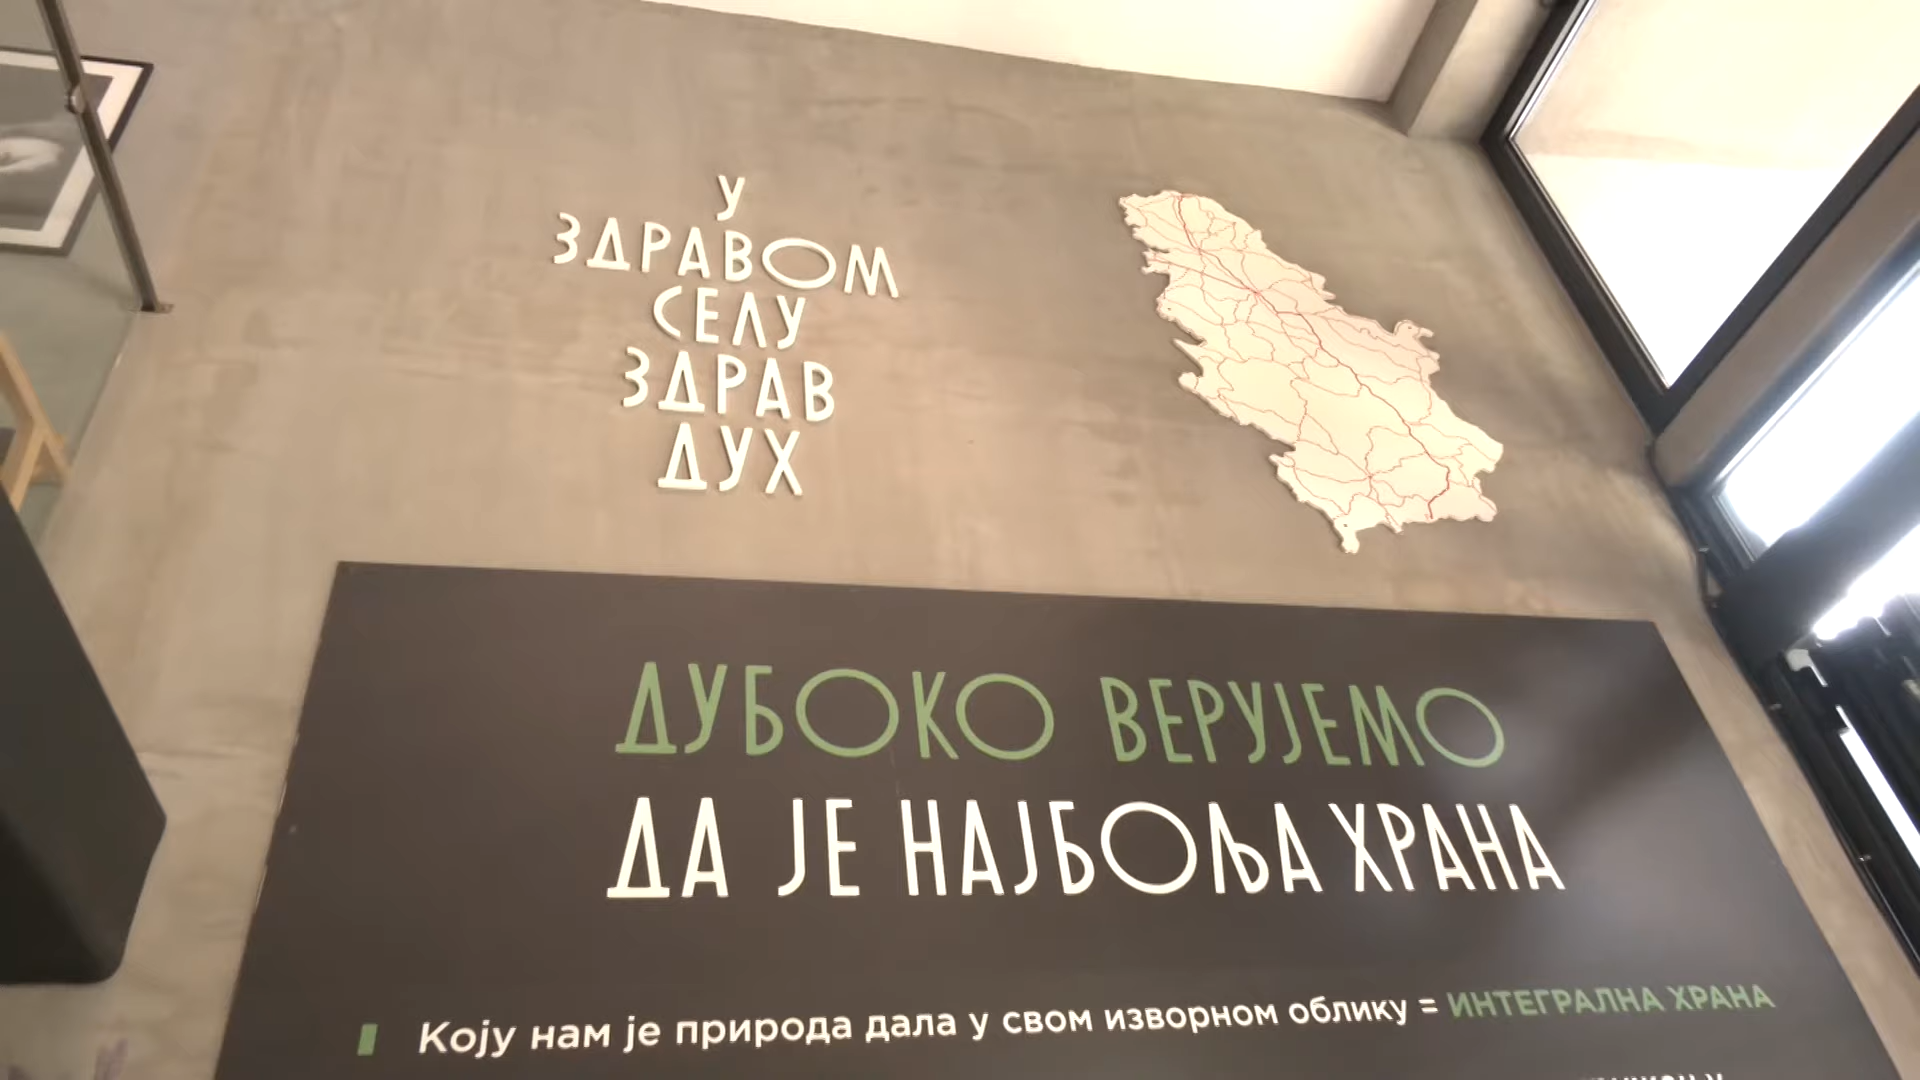 У
ЗДРАВОМ
СЕЛУ
ЗДРАВ
ДУХ
ДУБОКО ВЕРУЈЕМО
ДА ЈЕ НАЈБОЉА ХРАНА
Коју нам је природа дала у свом изворном облику = ИНТЕГРАЛНА ХРАНА